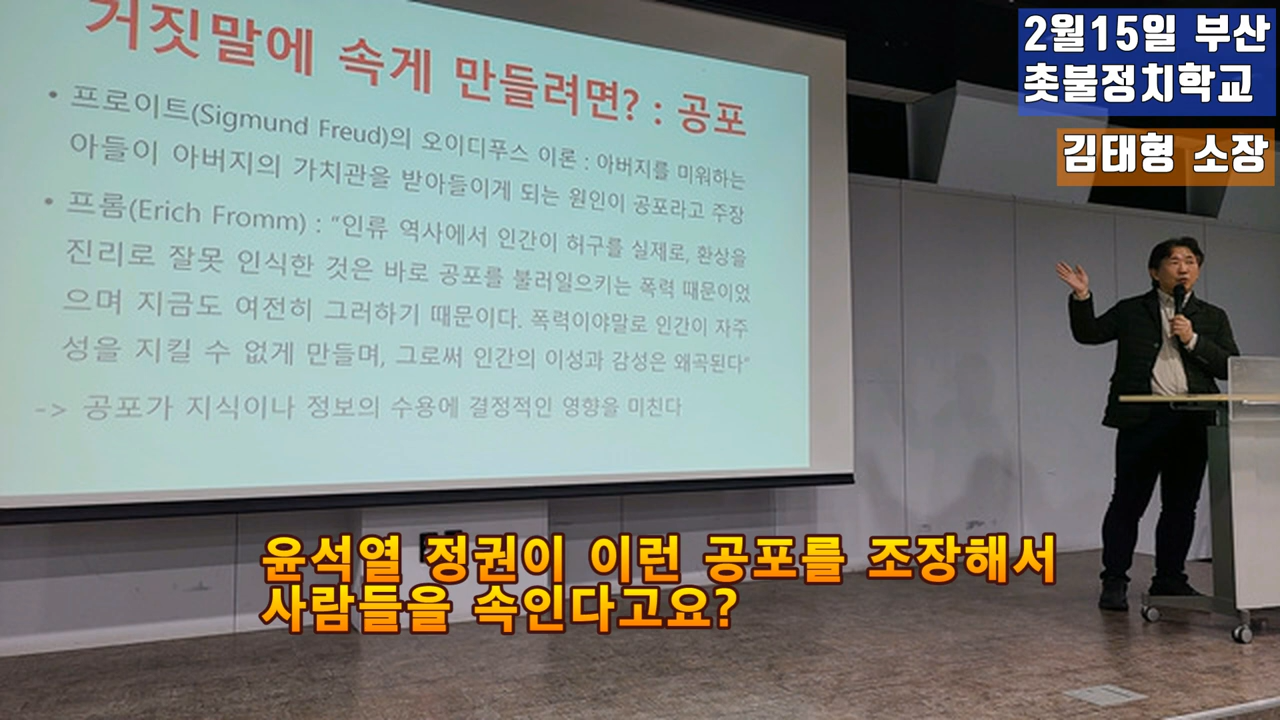 거짓말에 속게 만들려면? : 공포
• 프로이트(Sigmund Freud)의 오이디푸스 이론 : 아버지를 미워하는
아들이 아버지의 가치관을 받아들이게 되는 원인이 공포라고 주장
• 프롬(Erich Fromm) : “인류 역사에서 인간이 허구를 실제로, 환상을
진리로 잘못 인식한 것은 바로 공포를 불러일으키는 폭력 때문이었
으며 지금도 여전히 그러하기 때문이다. 폭력이야말로 인간이 자주
성을 지킬 수 없게 만들며, 그로써 인간의 이성과 감성은 왜곡된다”
-> 공포가 지식이나 정보의 수용에 결정적인 영향을 미친다
2월15일 부산
촛불정치학교
김태형 소장
윤석열 정권이 이런 공포를 조장해서
사람들을 속인다고요?